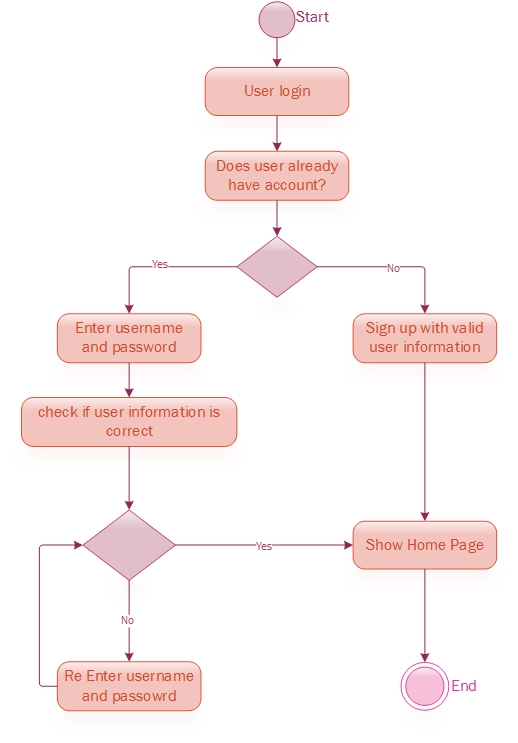 Start
User login
Does user already
have account?
Yes
No
Enter username
and password
Sign up with valid
user information
check if user information is
correct
Yes
Show Home Page
No
Re Enter username
and passowrd
End